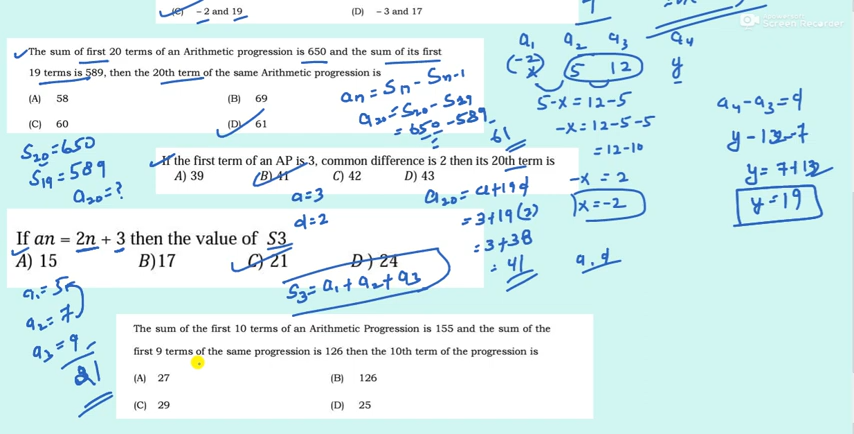 (C) – 2 and 19 (D) – 3 and 17
The sum of first 20 terms of an Arithmetic progression is 650 and the sum of its first
19 terms is 589, then the 20th term of the same Arithmetic progression is
(A) 58 (B) 69
(C) 60 (D) 61
an = Sn - Sn-1
= 650 - 589
61
S20 = 650
S19 = 589
a20 = ?
If the first term of an AP is 3, common difference is 2 then its 20th term is
A) 39 (B) 41 C) 42 D) 43
a = 3
d = 2
a20 = a + 19d
= 3 + 19(2)
= 3 + 38
= 41
If an = 2n + 3 then the value of S3
A) 15 B) 17 C) 21 D) 24
S3 = a1 + a2 + a3
a1 = 5
a2 = 7
a3 = 9
21
The sum of the first 10 terms of an Arithmetic Progression is 155 and the sum of the
first 9 terms of the same progression is 126 then the 10th term of the progression is
(A) 27 (B) 126
(C) 29 (D) 25
a1 a2 a3 a4
5 12 y
5 - x = 12 - 5
-x = 12 - 5 - 5
= 12 - 10
-x = 2
x = -2
a, d
a4 - a3 = d
y = 19
Screen Recorder